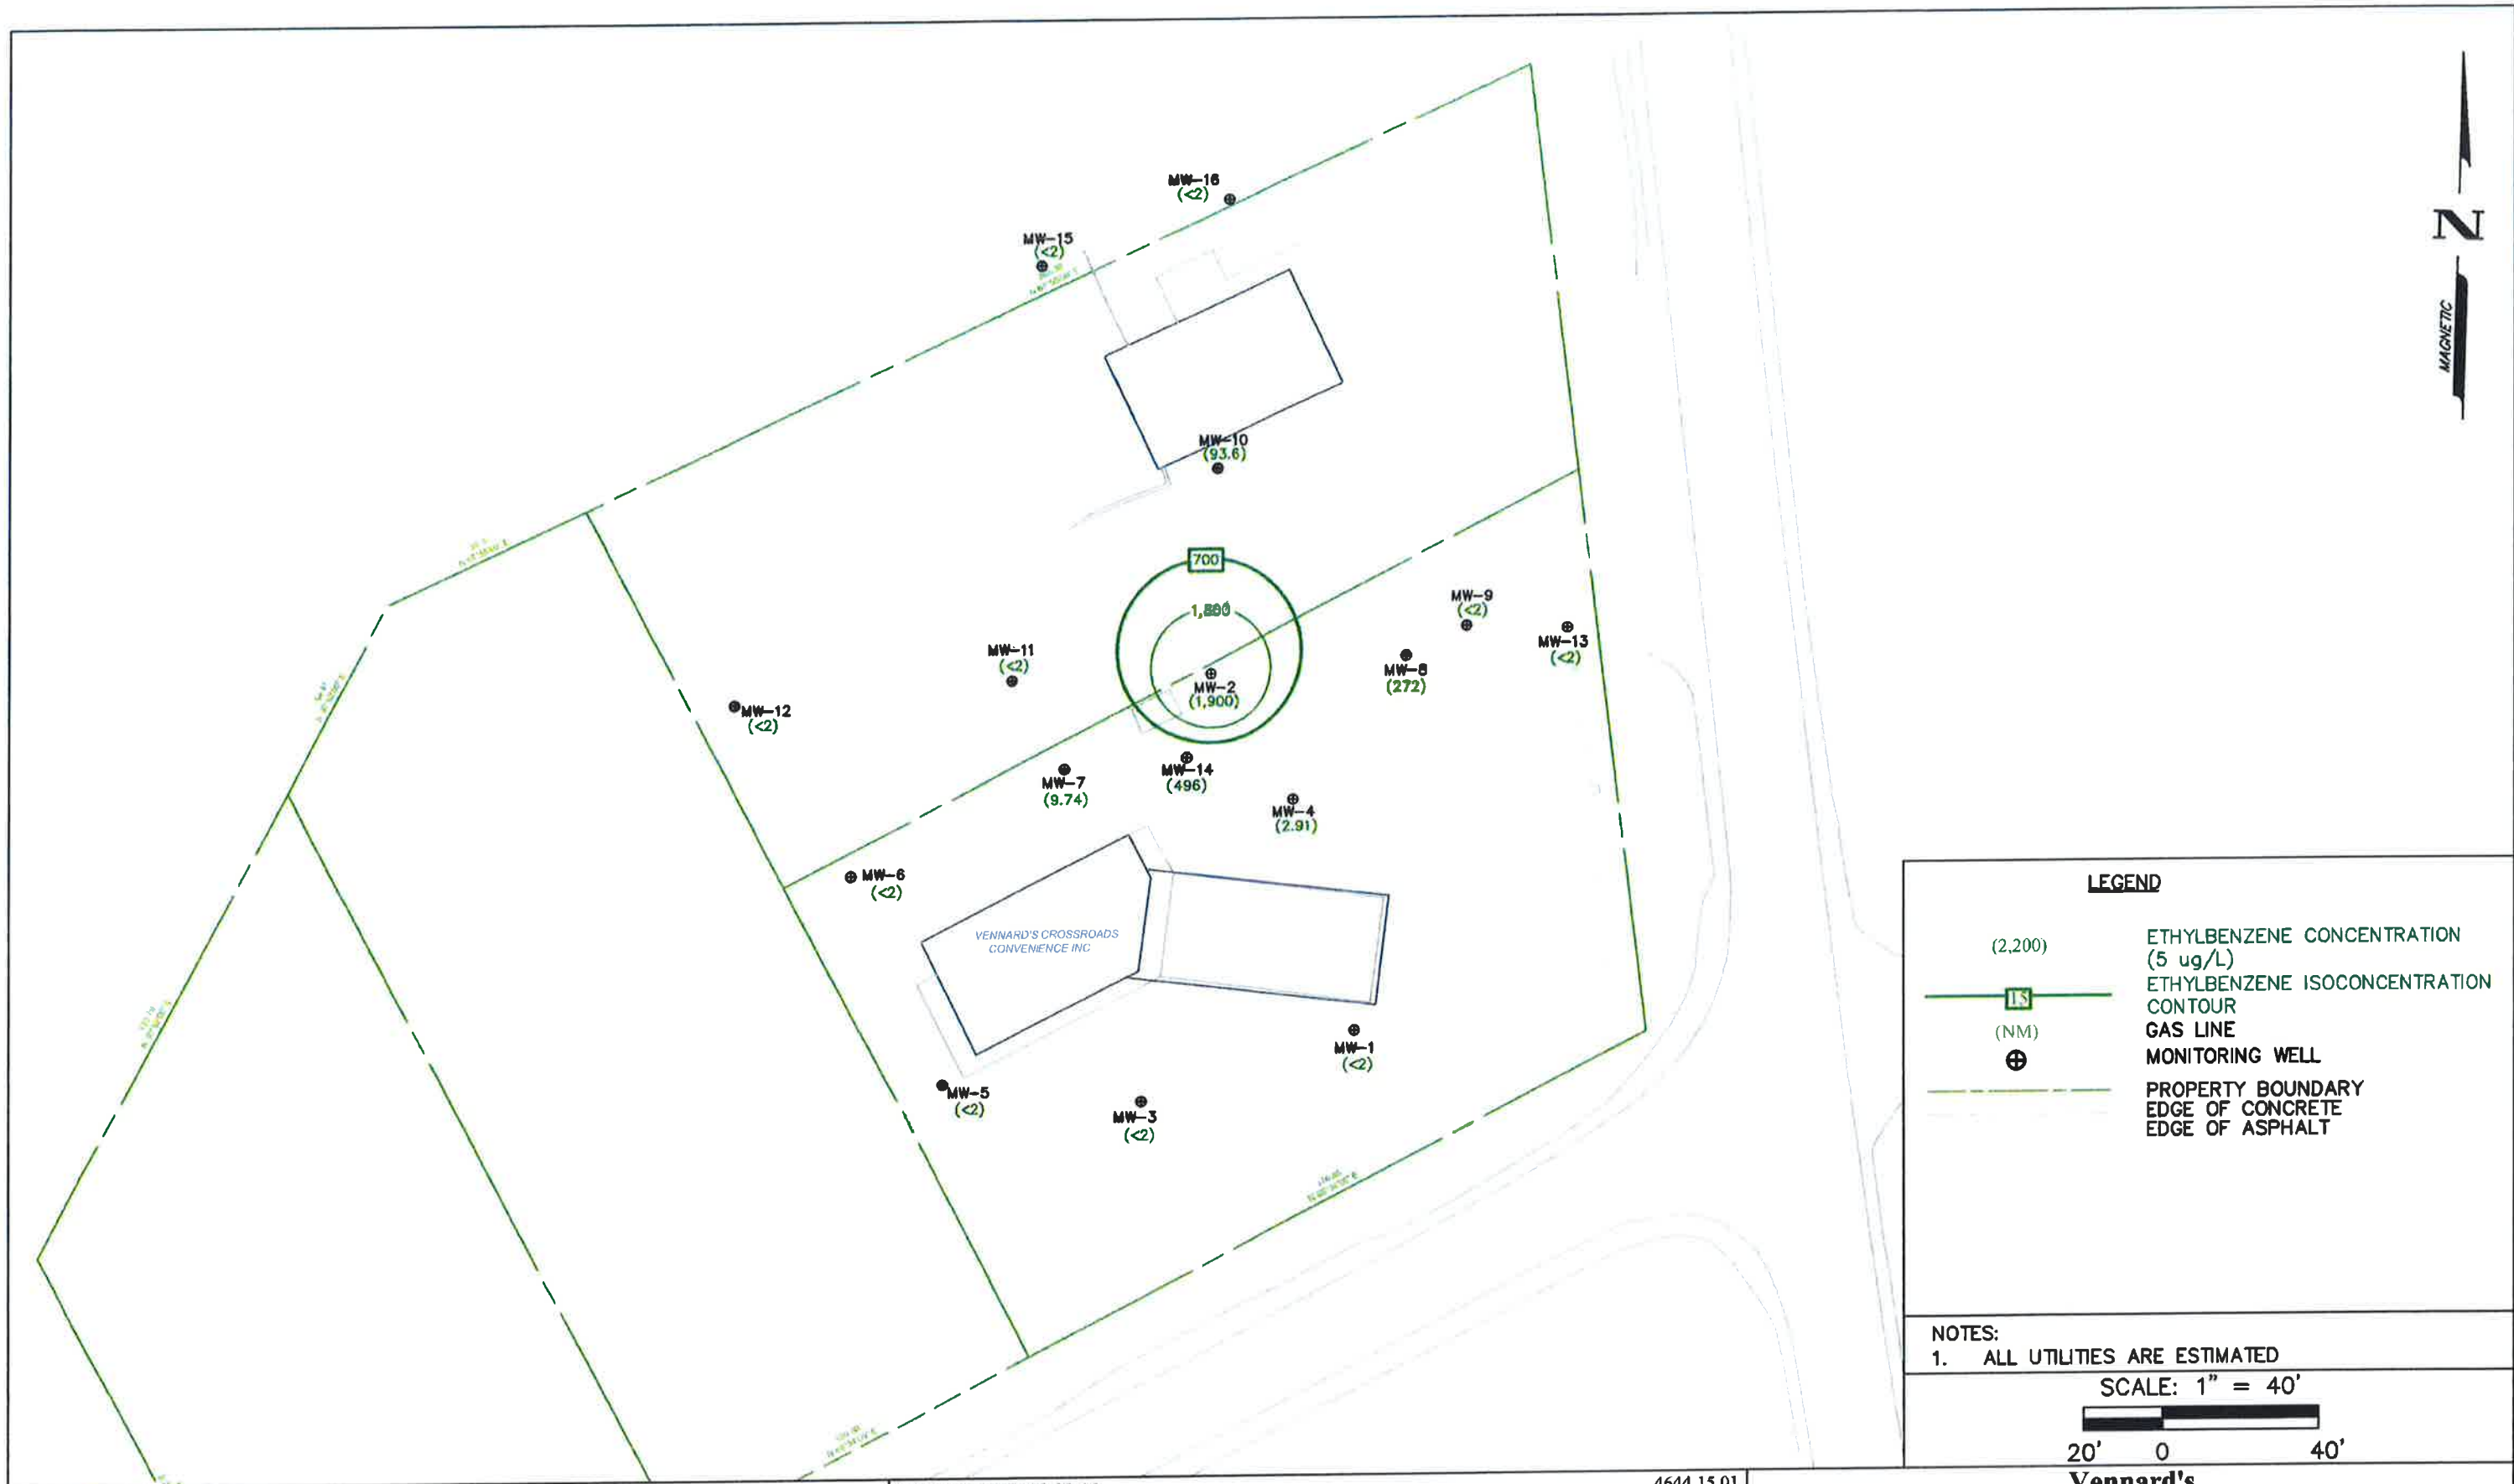 MW-16
(<2)
MW-15
(<2)
N
MAGNETIC
MW-10
(93.6)
700
MW-9
(<2)
MW-13
(<2)
MW-11
(<2)
MW-8
(272)
MW-2
(1,900)
MW-12
(<2)
MW-14
(496)
MW-7
(9.74)
MW-4
(2.91)
MW-6
(<2)
VENNARD'S CROSSROADS
CONVENIENCE INC
MW-1
(<2)
MW-5
(<2)
MW-3
(<2)
LEGEND
(2,200) ETHYLBENZENE CONCENTRATION
(5 ug/L)
15 ETHYLBENZENE ISOCONCENTRATION
CONTOUR
(NM) GAS LINE
MONITORING WELL
PROPERTY BOUNDARY
EDGE OF CONCRETE
EDGE OF ASPHALT
NOTES:
1. ALL UTILITIES ARE ESTIMATED
SCALE: 1" = 40'
20' 0 40'
4644.15.01
Vennard's